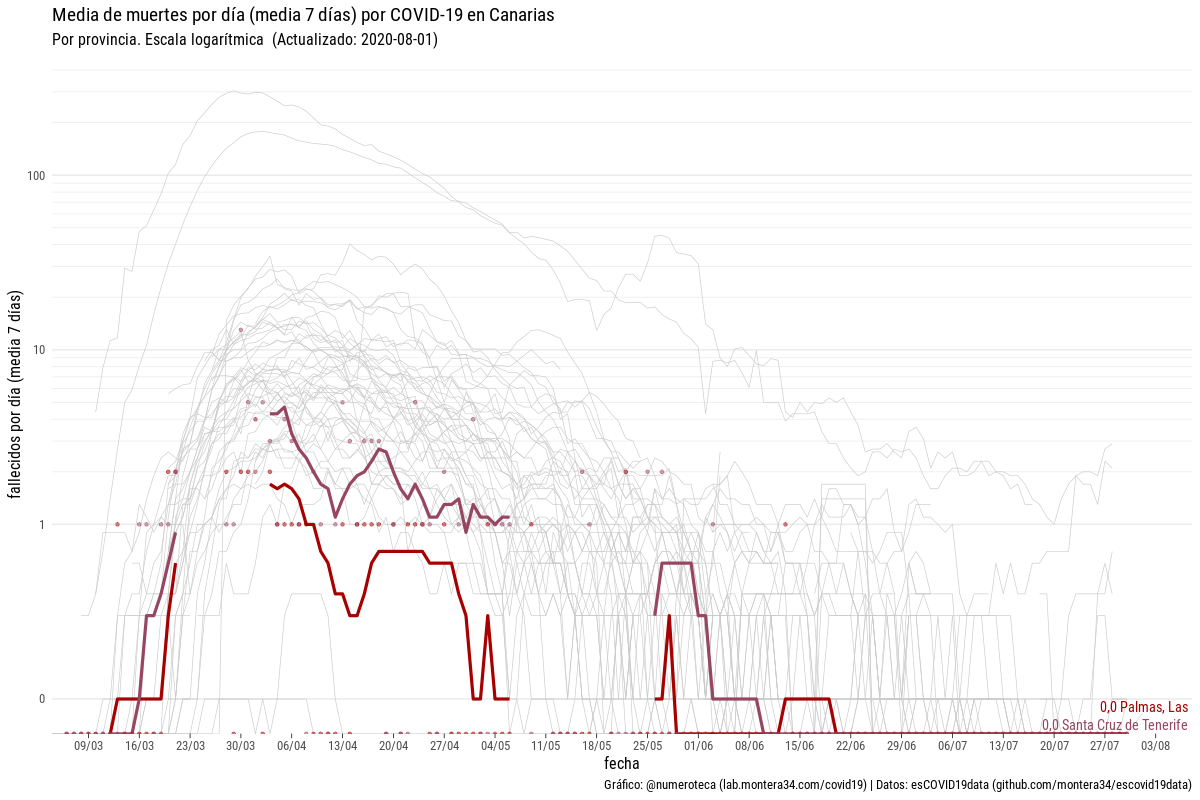 Media de muertes por día (media 7 días) por COVID-19 en Canarias
Por provincia. Escala logarítmica (Actualizado: 2020-08-01)
fallecidos por día (media 7 días)
100
10
1
0
0,0 Palmas, Las
0,0 Santa Cruz de Tenerife
09/03 16/03 23/03 30/03 06/04 13/04 20/04 27/04 04/05 11/05 18/05 25/05 01/06 08/06 15/06 22/06 29/06 06/07 13/07 20/07 27/07 03/08
fecha
Gráfico: @numeroteca (lab.montera34.com/covid19) | Datos: esCOVID19data (github.com/montera34/escovid19data)